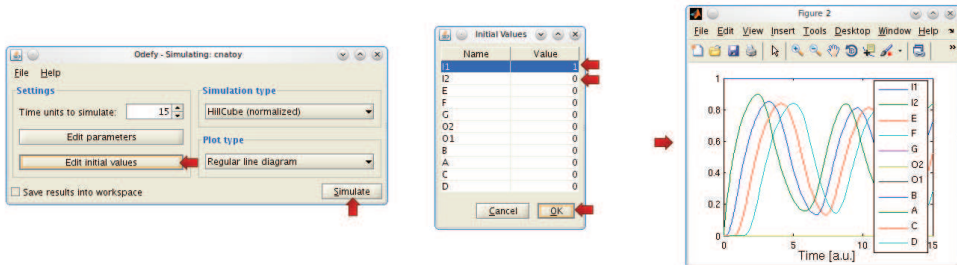 Odefy - Simulating: cnatoy
File Help
Settings
Time units to simulate: 15
Edit parameters
Edit initial values
Save results into workspace
Simulation type
HillCube (normalized)
Plot type
Regular line diagram
Simulate
Initial Values
Name Value
I1 1
I2 0
E 0
F 0
G 0
O2 0
O1 0
B 0
A 0
C 0
D 0
Cancel OK
Figure 2
File Edit View Insert Tools Desktop Window Help
1
0.8
0.6
0.4
0.2
0
0 5 10 15
Time [a.u.]
I1
I2
E
F
G
O2
O1
B
A
C
D